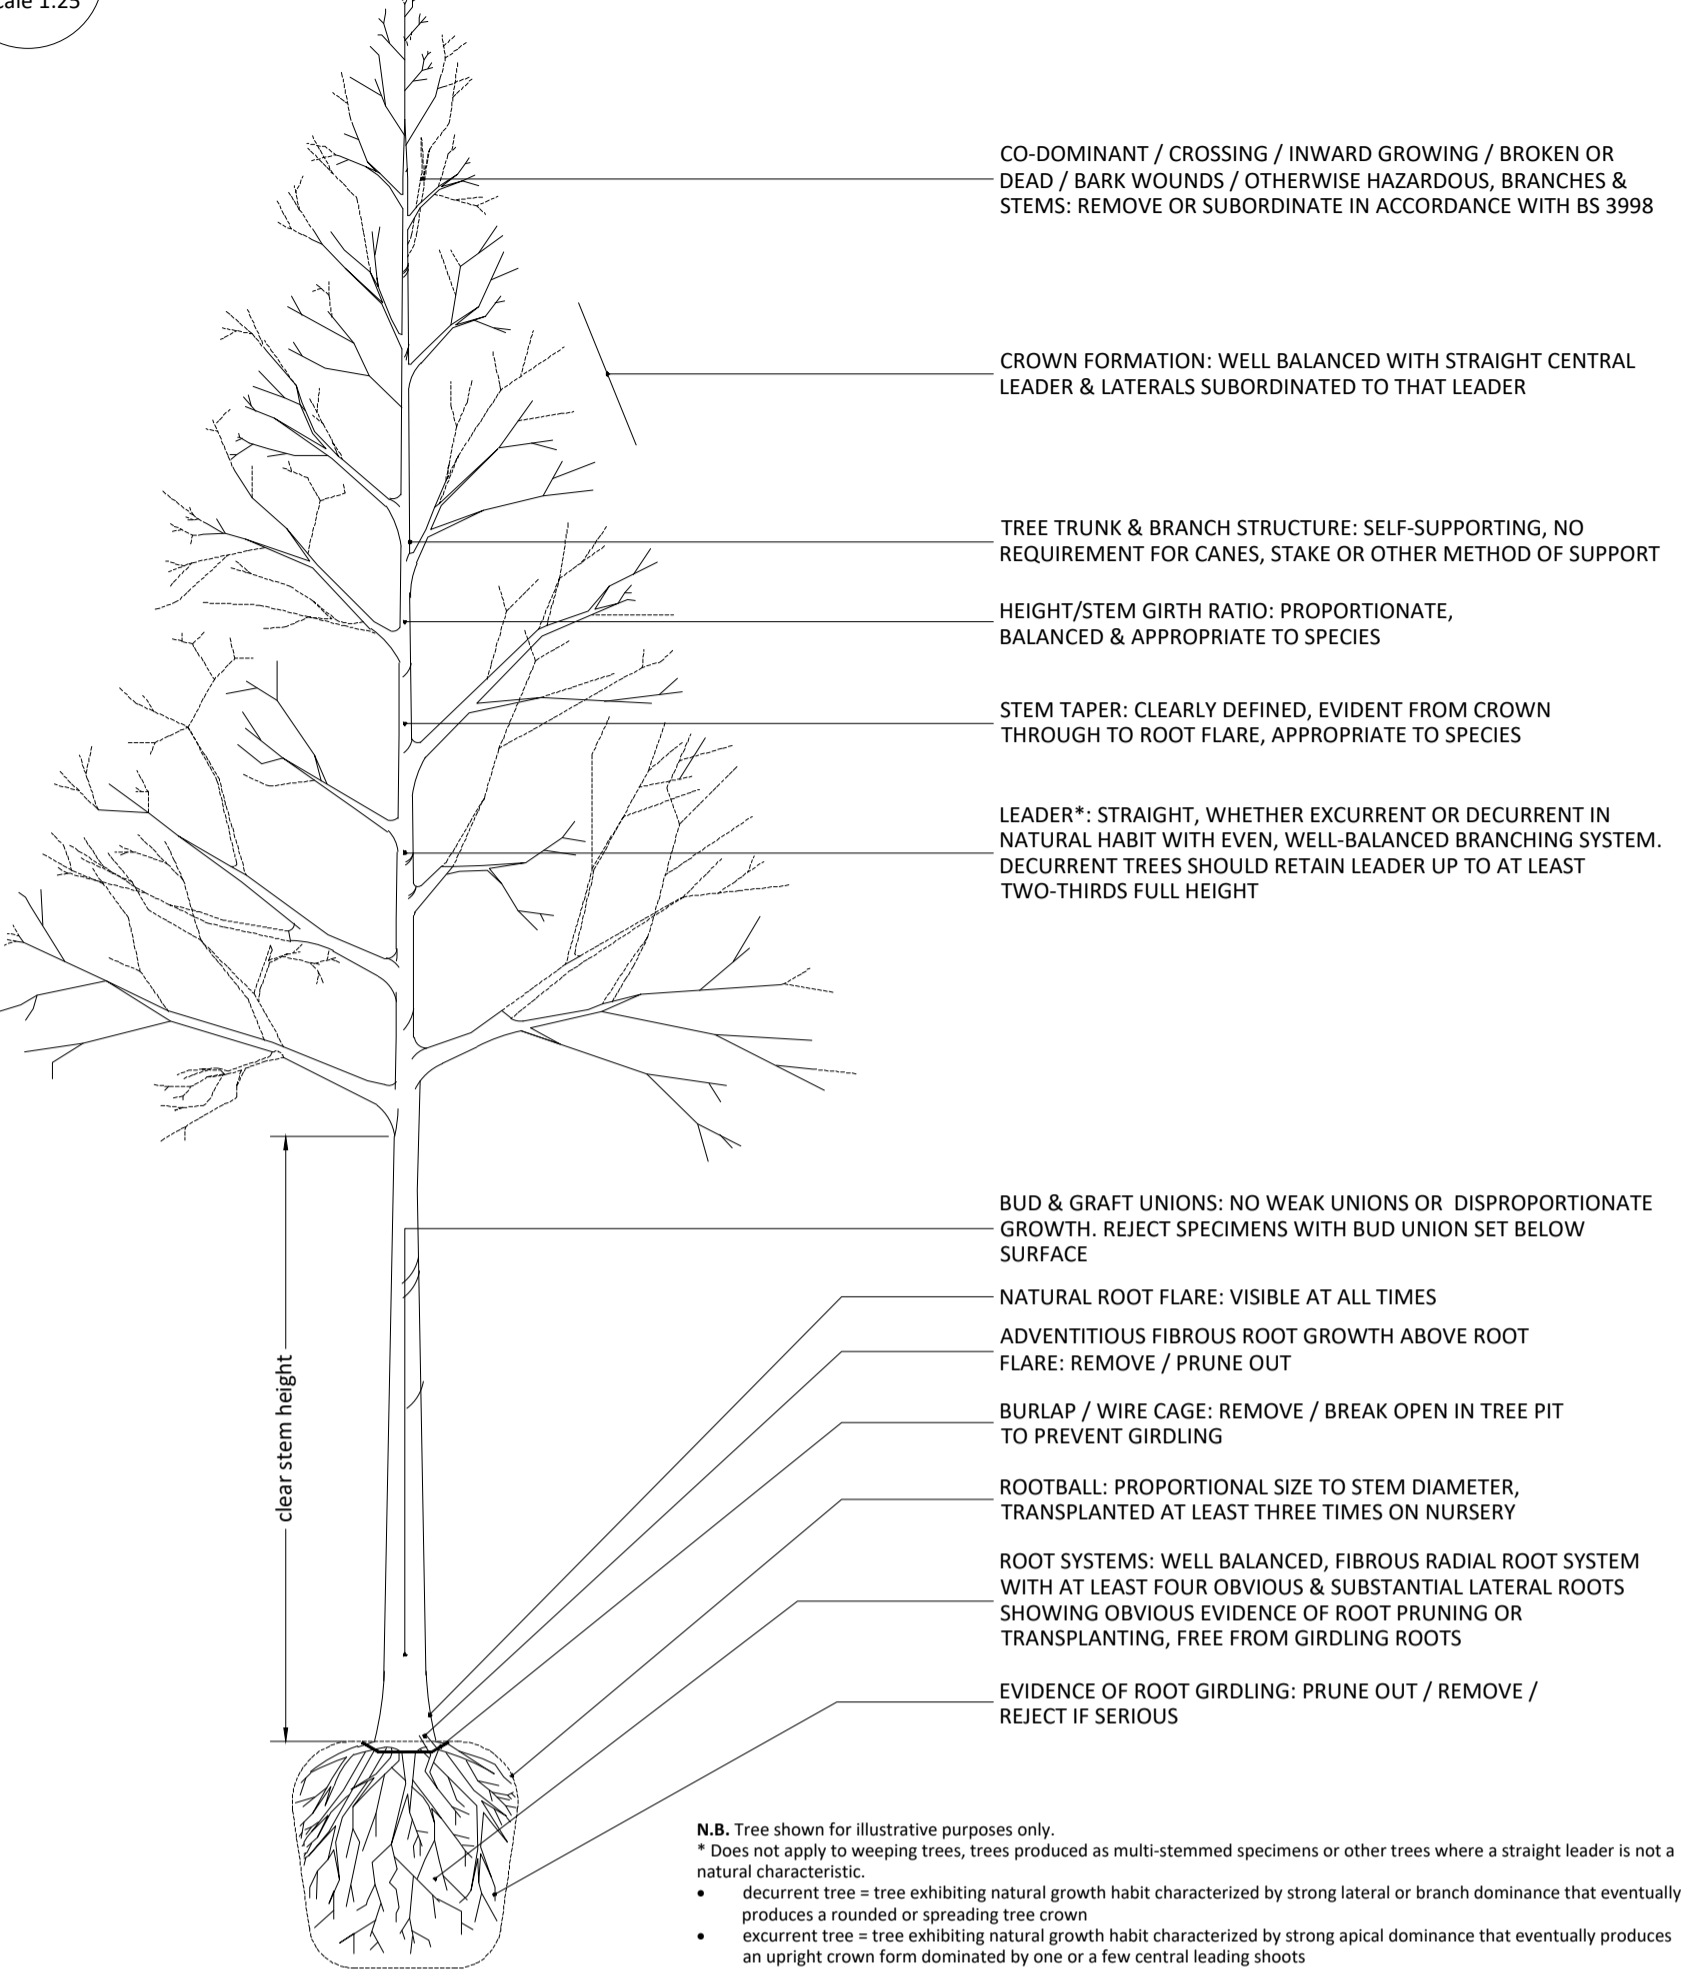 cale 1:25
CO-DOMINANT / CROSSING / INWARD GROWING / BROKEN OR
DEAD / BARK WOUNDS / OTHERWISE HAZARDOUS, BRANCHES &
STEMS: REMOVE OR SUBORDINATE IN ACCORDANCE WITH BS 3998
CROWN FORMATION: WELL BALANCED WITH STRAIGHT CENTRAL
LEADER & LATERALS SUBORDINATED TO THAT LEADER
TREE TRUNK & BRANCH STRUCTURE: SELF-SUPPORTING, NO
REQUIREMENT FOR CANES, STAKE OR OTHER METHOD OF SUPPORT
HEIGHT/STEM GIRTH RATIO: PROPORTIONATE,
BALANCED & APPROPRIATE TO SPECIES
STEM TAPER: CLEARLY DEFINED, EVIDENT FROM CROWN
THROUGH TO ROOT FLARE, APPROPRIATE TO SPECIES
LEADER*: STRAIGHT, WHETHER EXCURRENT OR DECURRENT IN
NATURAL HABIT WITH EVEN, WELL-BALANCED BRANCHING SYSTEM.
DECURRENT TREES SHOULD RETAIN LEADER UP TO AT LEAST
TWO-THIRDS FULL HEIGHT
BUD & GRAFT UNIONS: NO WEAK UNIONS OR DISPROPORTIONATE
GROWTH. REJECT SPECIMENS WITH BUD UNION SET BELOW
SURFACE
NATURAL ROOT FLARE: VISIBLE AT ALL TIMES
ADVENTITIOUS FIBROUS ROOT GROWTH ABOVE ROOT
FLARE: REMOVE / PRUNE OUT
BURLAP / WIRE CAGE: REMOVE / BREAK OPEN IN TREE PIT
TO PREVENT GIRDLING
ROOTBALL: PROPORTIONAL SIZE TO STEM DIAMETER,
TRANSPLANTED AT LEAST THREE TIMES ON NURSERY
ROOT SYSTEMS: WELL BALANCED, FIBROUS RADIAL ROOT SYSTEM
WITH AT LEAST FOUR OBVIOUS & SUBSTANTIAL LATERAL ROOTS
SHOWING OBVIOUS EVIDENCE OF ROOT PRUNING OR
TRANSPLANTING, FREE FROM GIRDLING ROOTS
EVIDENCE OF ROOT GIRDLING: PRUNE OUT / REMOVE /
REJECT IF SERIOUS
clear stem height
N.B. Tree shown for illustrative purposes only.
* Does not apply to weeping trees, trees produced as multi-stemmed specimens or other trees where a straight leader is not a
natural characteristic.
• decurrent tree = tree exhibiting natural growth habit characterized by strong lateral or branch dominance that eventually
produces a rounded or spreading tree crown
• excurrent tree = tree exhibiting natural growth habit characterized by strong apical dominance that eventually produces
an upright crown form dominated by one or a few central leading shoots